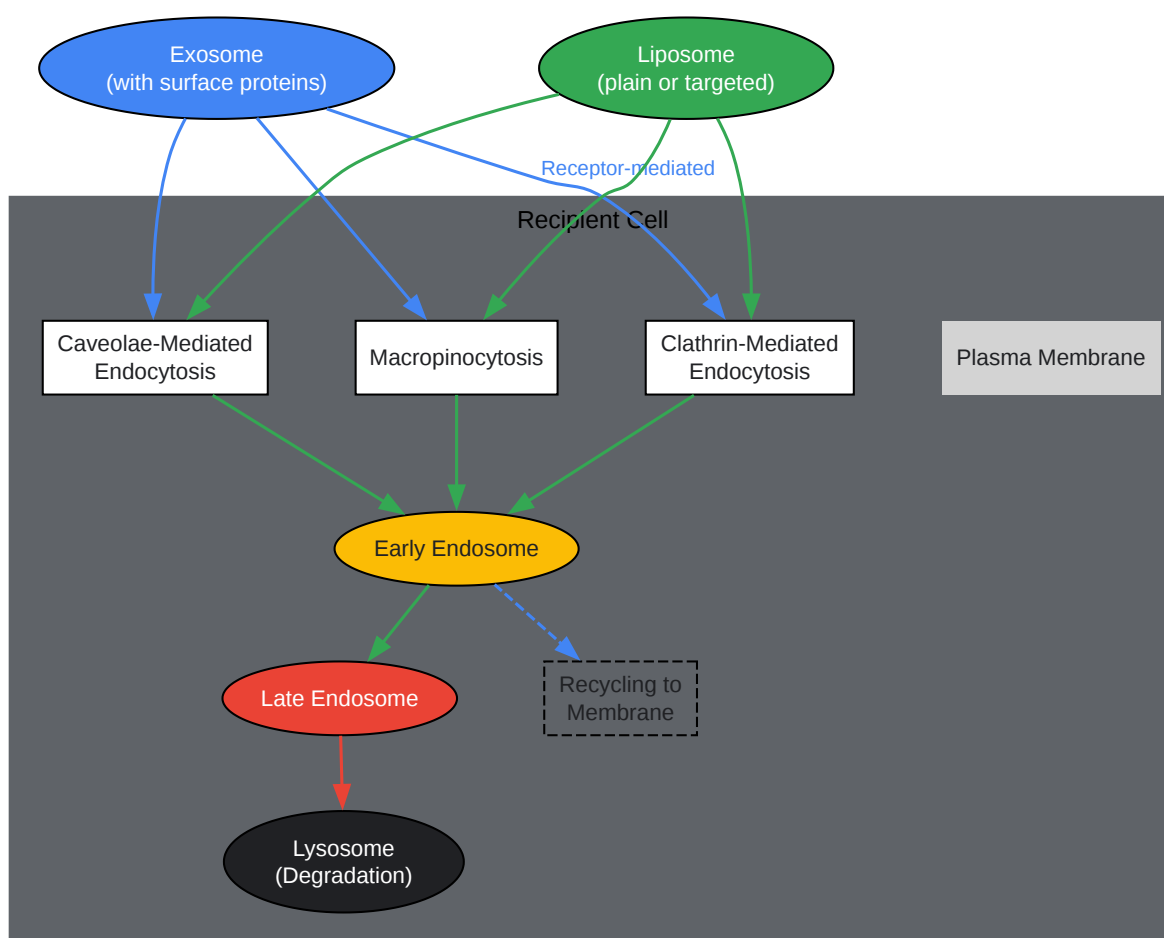 Exosome
(with surface proteins)
Liposome
(plain or targeted)
Receptor-mediated
Recipient Cell
Caveolae-Mediated
Endocytosis
Macropinocytosis
Clathrin-Mediated
Endocytosis
Plasma Membrane
Early Endosome
Late Endosome
Recycling to
Membrane
Lysosome
(Degradation)